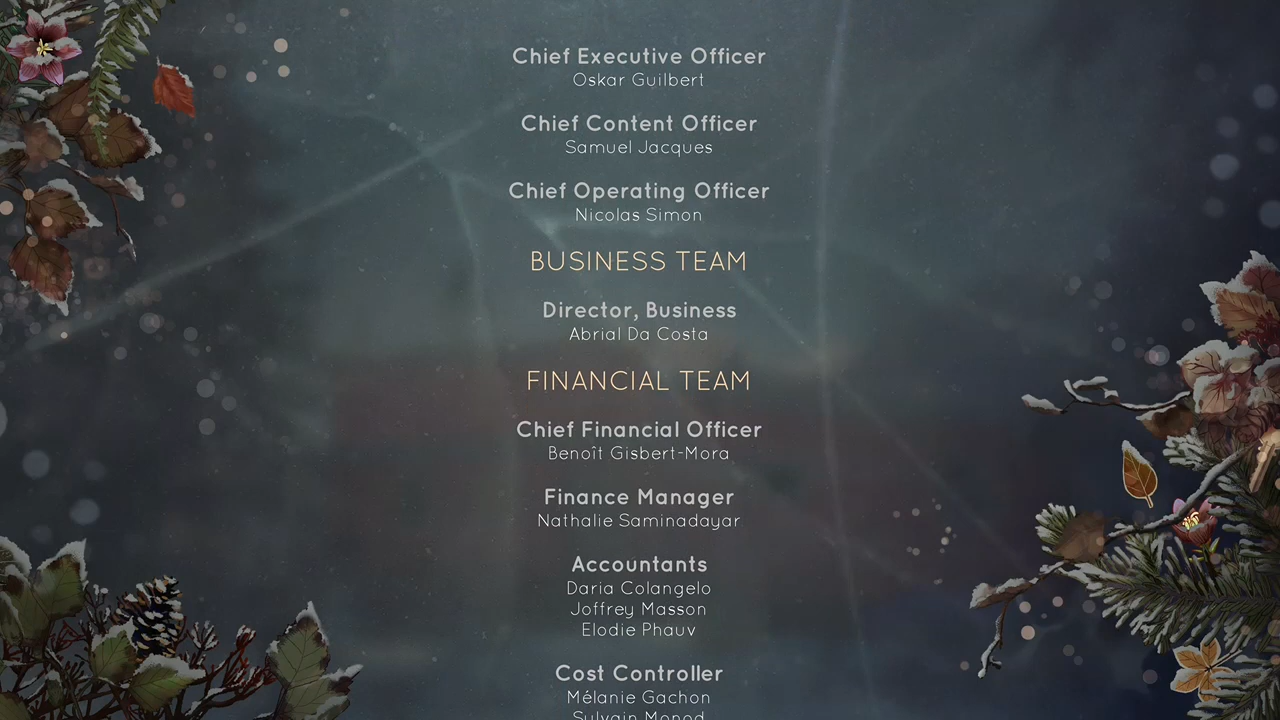 Chief Executive Officer
Oskar Guilbert
Chief Content Officer
Samuel Jacques
Chief Operating Officer
Nicolas Simon
BUSINESS TEAM
Director, Business
Abrial Da Costa
FINANCIAL TEAM
Chief Financial Officer
Benoît Gisbert-Mora
Finance Manager
Nathalie Saminadayar
Accountants
Daria Colangelo
Joffrey Masson
Elodie Phauv
Cost Controller
Mélanie Gachon
Sylvain Monod